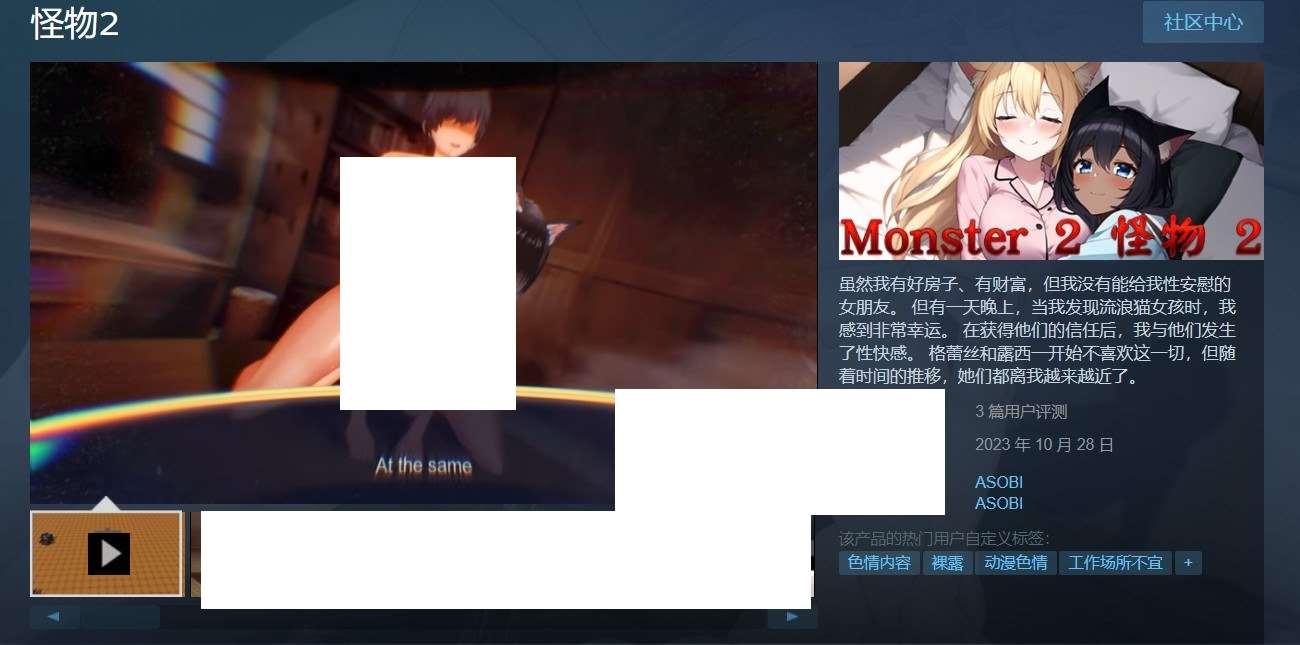 怪物2
社区中心
At the same
Monster 2 怪物 2
虽然我有好房子、有财富，但我没有能给我性安慰的
女朋友。 但有一天晚上，当我发现流浪猫女孩时，我
感到非常幸运。 在获得他们的信任后，我与他们发生
了性快感。 格蕾丝和露西一开始不喜欢这一切，但随
着时间的推移，她们都离我越来越近了。
3 篇用户评测
2023 年 10 月 28 日
ASOBI
ASOBI
该产品的热门用户自定义标签：
色情内容 裸露 动漫色情 工作场所不宜 +